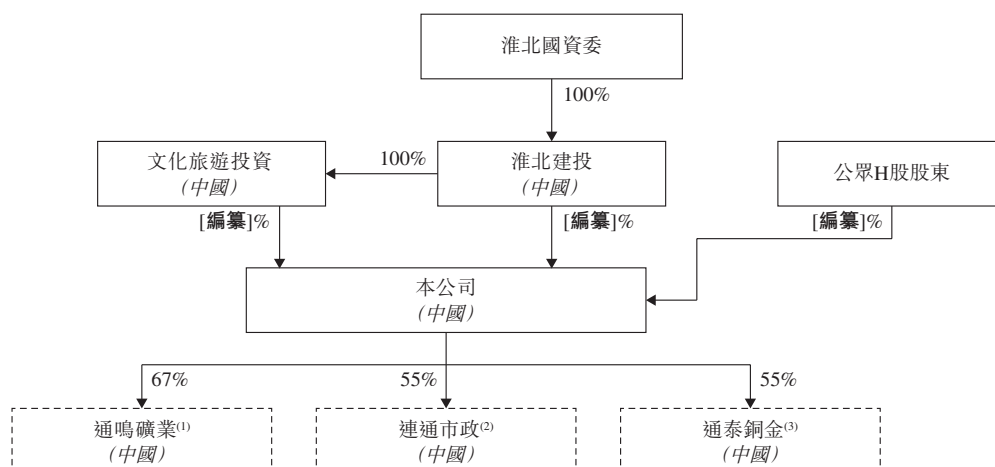 淮北國資委
100%
文化旅遊投資
(中國)
100%
淮北建投
(中國)
公眾H股股東
[編纂]%
[編纂]%
[編纂]%
本公司
(中國)
67%
55%
55%
通鳴礦業(1)
(中國)
連通市政(2)
(中國)
通泰銅金(3)
(中國)